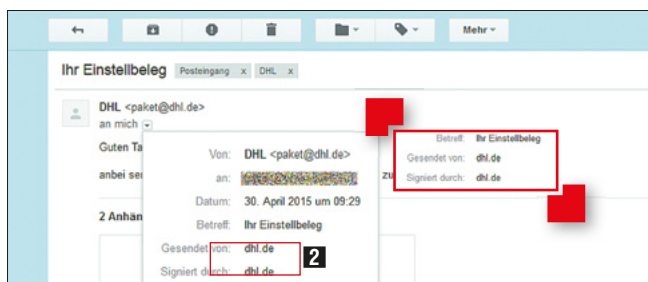 Mehr
Ihr Einstellbeleg Posteingang x DHL x
DHL <paket@dhl.de>
an mich
Guten Ta
anbei se
zu
2 Anhän
Von: DHL <paket@dhl.de>
an:
Datum: 30. April 2015 um 09:29
Betreff: Ihr Einstellbeleg
Gesendet von: dhl.de
Signiert durch: dhl.de
2
Betreff: Ihr Einstellbeleg
Gesendet von: dhl.de
Signiert durch: dhl.de